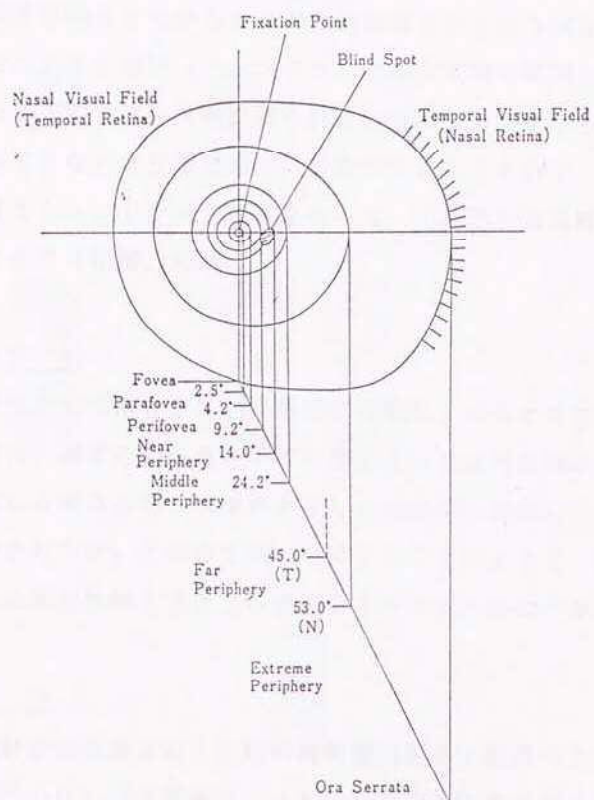 Fixation Point
Blind Spot
Nasal Visual Field
(Temporal Retina)
Temporal Visual Field
(Nasal Retina)
Fovea
2.5°
Parafovea
4.2°
Perifovea
9.2°
Near
Periphery
14.0°
Middle
Periphery
24.2°
45.0°
(T)
Far
Periphery
53.0°
(N)
Extreme
Periphery
Ora Serrata